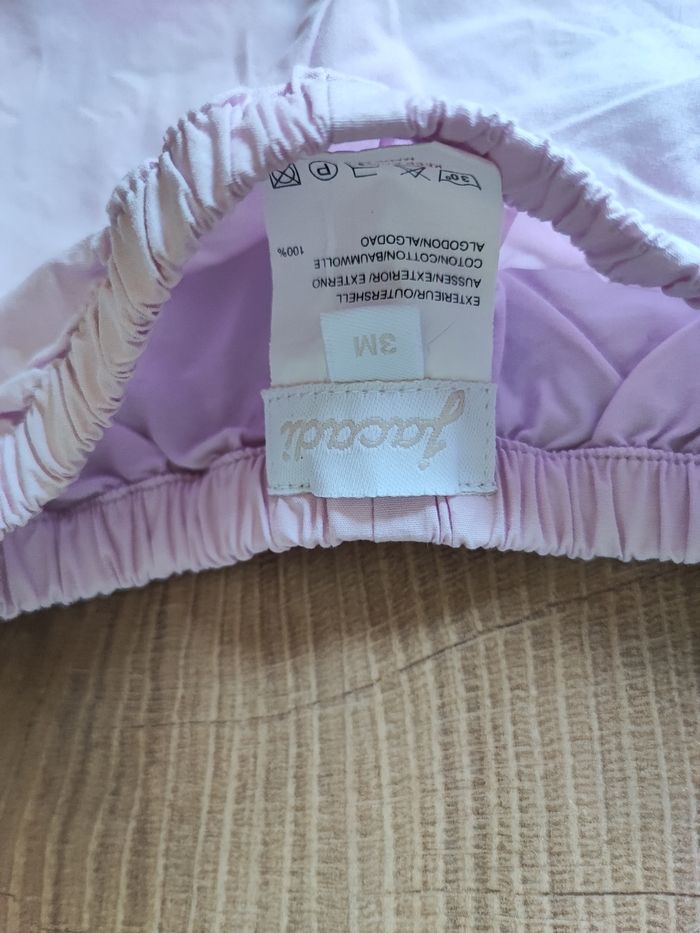 jacadi
3M
EXTERIEUR/OUTERSHELL
AUSSEN/EXTERIOR/ EXTERNO
COTON/COTTON/BAUMWOLLE 100%
ALGODON/ALGODAO
30°
P